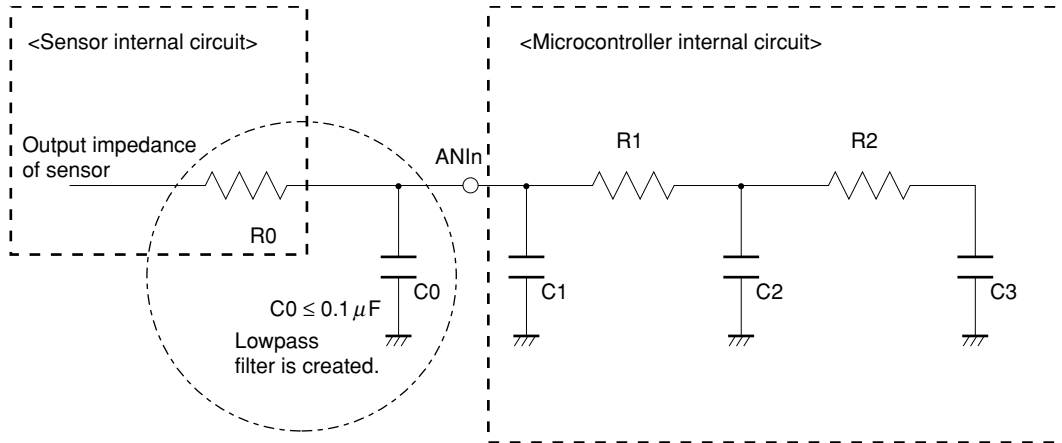 <Sensor internal circuit>
<Microcontroller internal circuit>
Output impedance
of sensor
ANIn
R1
R2
R0
C0
C1
C2
C3
C0 ≤ 0.1 μF
Lowpass
filter is created.